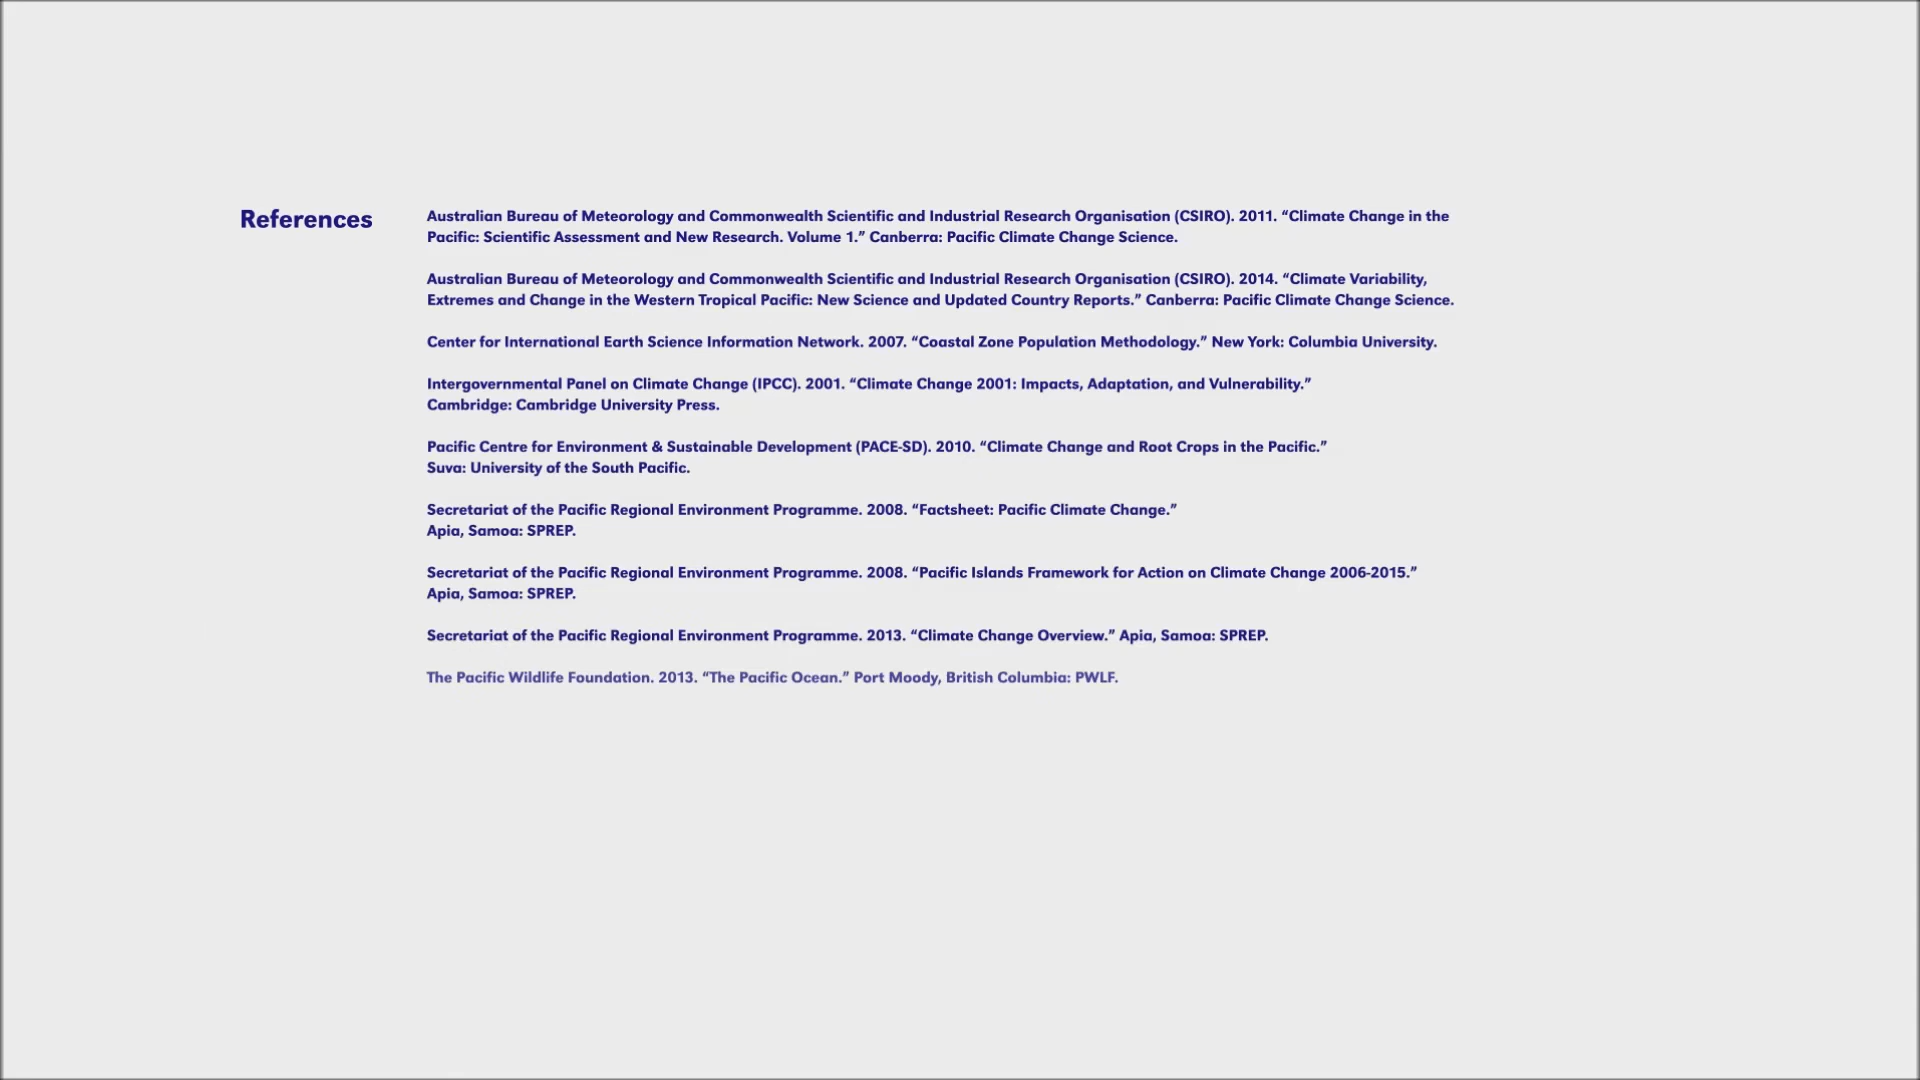 References
Australian Bureau of Meteorology and Commonwealth Scientific and Industrial Research Organisation (CSIRO). 2011. “Climate Change in the
Pacific: Scientific Assessment and New Research. Volume 1.” Canberra: Pacific Climate Change Science.
Australian Bureau of Meteorology and Commonwealth Scientific and Industrial Research Organisation (CSIRO). 2014. “Climate Variability,
Extremes and Change in the Western Tropical Pacific: New Science and Updated Country Reports.” Canberra: Pacific Climate Change Science.
Center for International Earth Science Information Network. 2007. “Coastal Zone Population Methodology.” New York: Columbia University.
Intergovernmental Panel on Climate Change (IPCC). 2001. “Climate Change 2001: Impacts, Adaptation, and Vulnerability.”
Cambridge: Cambridge University Press.
Pacific Centre for Environment & Sustainable Development (PACE-SD). 2010. “Climate Change and Root Crops in the Pacific.”
Suva: University of the South Pacific.
Secretariat of the Pacific Regional Environment Programme. 2008. “Factsheet: Pacific Climate Change.”
Apia, Samoa: SPREP.
Secretariat of the Pacific Regional Environment Programme. 2008. “Pacific Islands Framework for Action on Climate Change 2006-2015.”
Apia, Samoa: SPREP.
Secretariat of the Pacific Regional Environment Programme. 2013. “Climate Change Overview.” Apia, Samoa: SPREP.
The Pacific Wildlife Foundation. 2013. “The Pacific Ocean.” Port Moody, British Columbia: PWLF.